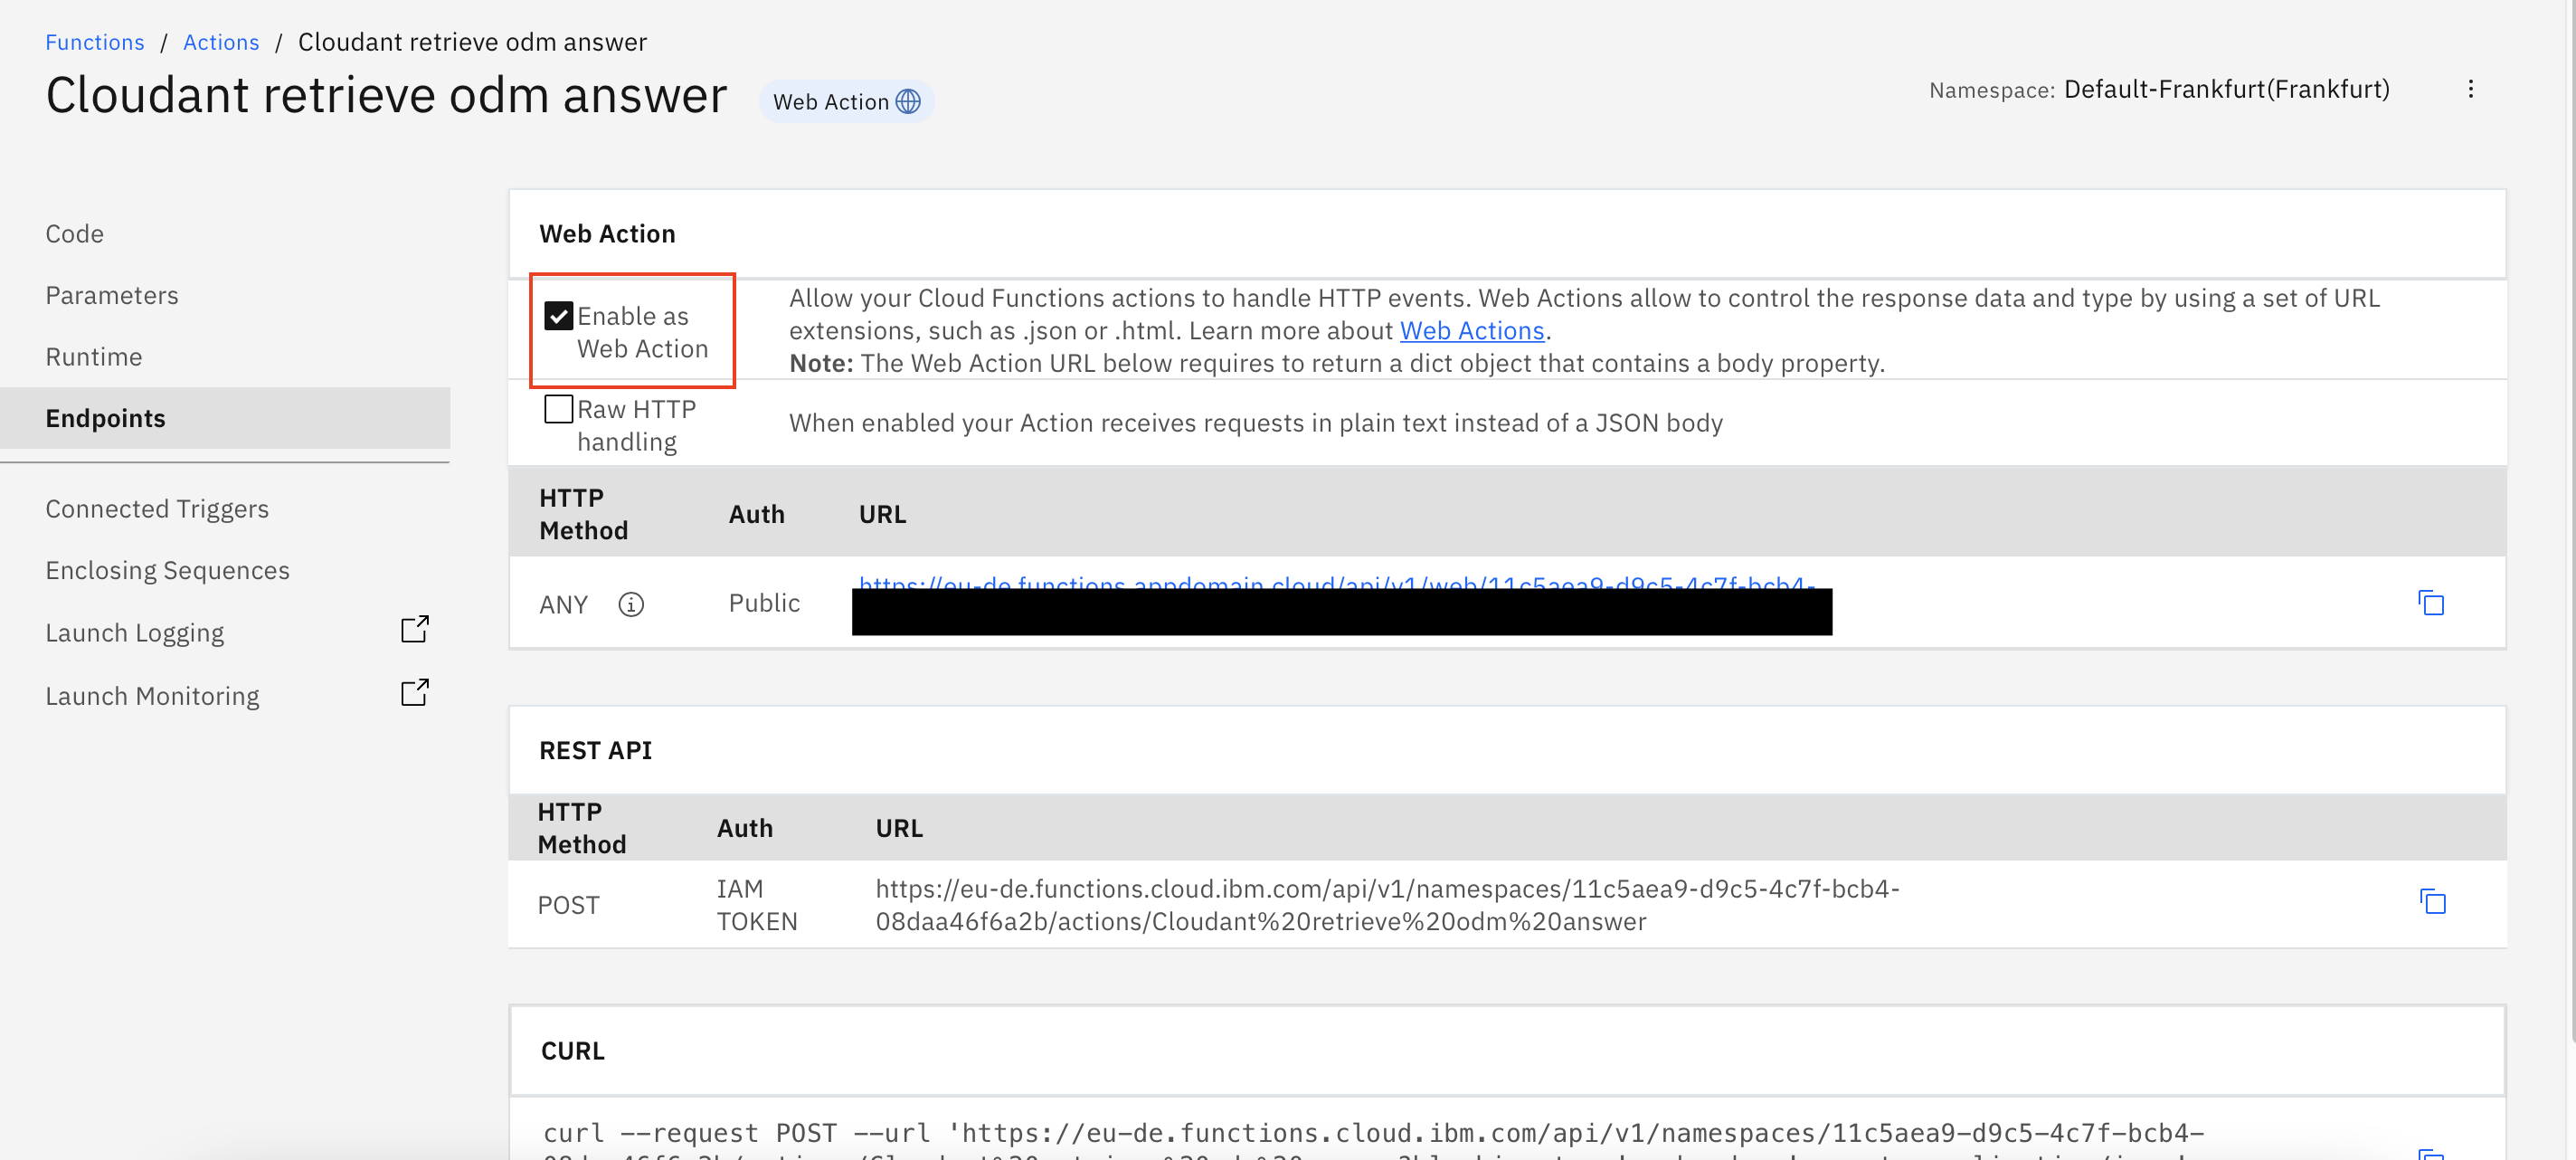 Functions / Actions / Cloudant retrieve odm answer
Cloudant retrieve odm answer
Web Action
Namespace: Default-Frankfurt(Frankfurt)
Code
Parameters
Runtime
Endpoints
Connected Triggers
Enclosing Sequences
Launch Logging
Launch Monitoring
Web Action
Enable as
Web Action
Allow your Cloud Functions actions to handle HTTP events. Web Actions allow to control the response data and type by using a set of URL
extensions, such as .json or .html. Learn more about Web Actions.
Note: The Web Action URL below requires to return a dict object that contains a body property.
Raw HTTP
handling
When enabled your Action receives requests in plain text instead of a JSON body
HTTP
Method
Auth
URL
ANY
Public
https://eu-de.functions.appdomain.cloud/api/v1/web/11c5aea9-d9c5-4c7f-bcb4-
REST API
HTTP
Method
Auth
URL
POST
IAM
TOKEN
https://eu-de.functions.cloud.ibm.com/api/v1/namespaces/11c5aea9-d9c5-4c7f-bcb4-
08daa46f6a2b/actions/Cloudant%20retrieve%20odm%20answer
CURL
curl --request POST --url 'https://eu-de.functions.cloud.ibm.com/api/v1/namespaces/11c5aea9-d9c5-4c7f-bcb4-